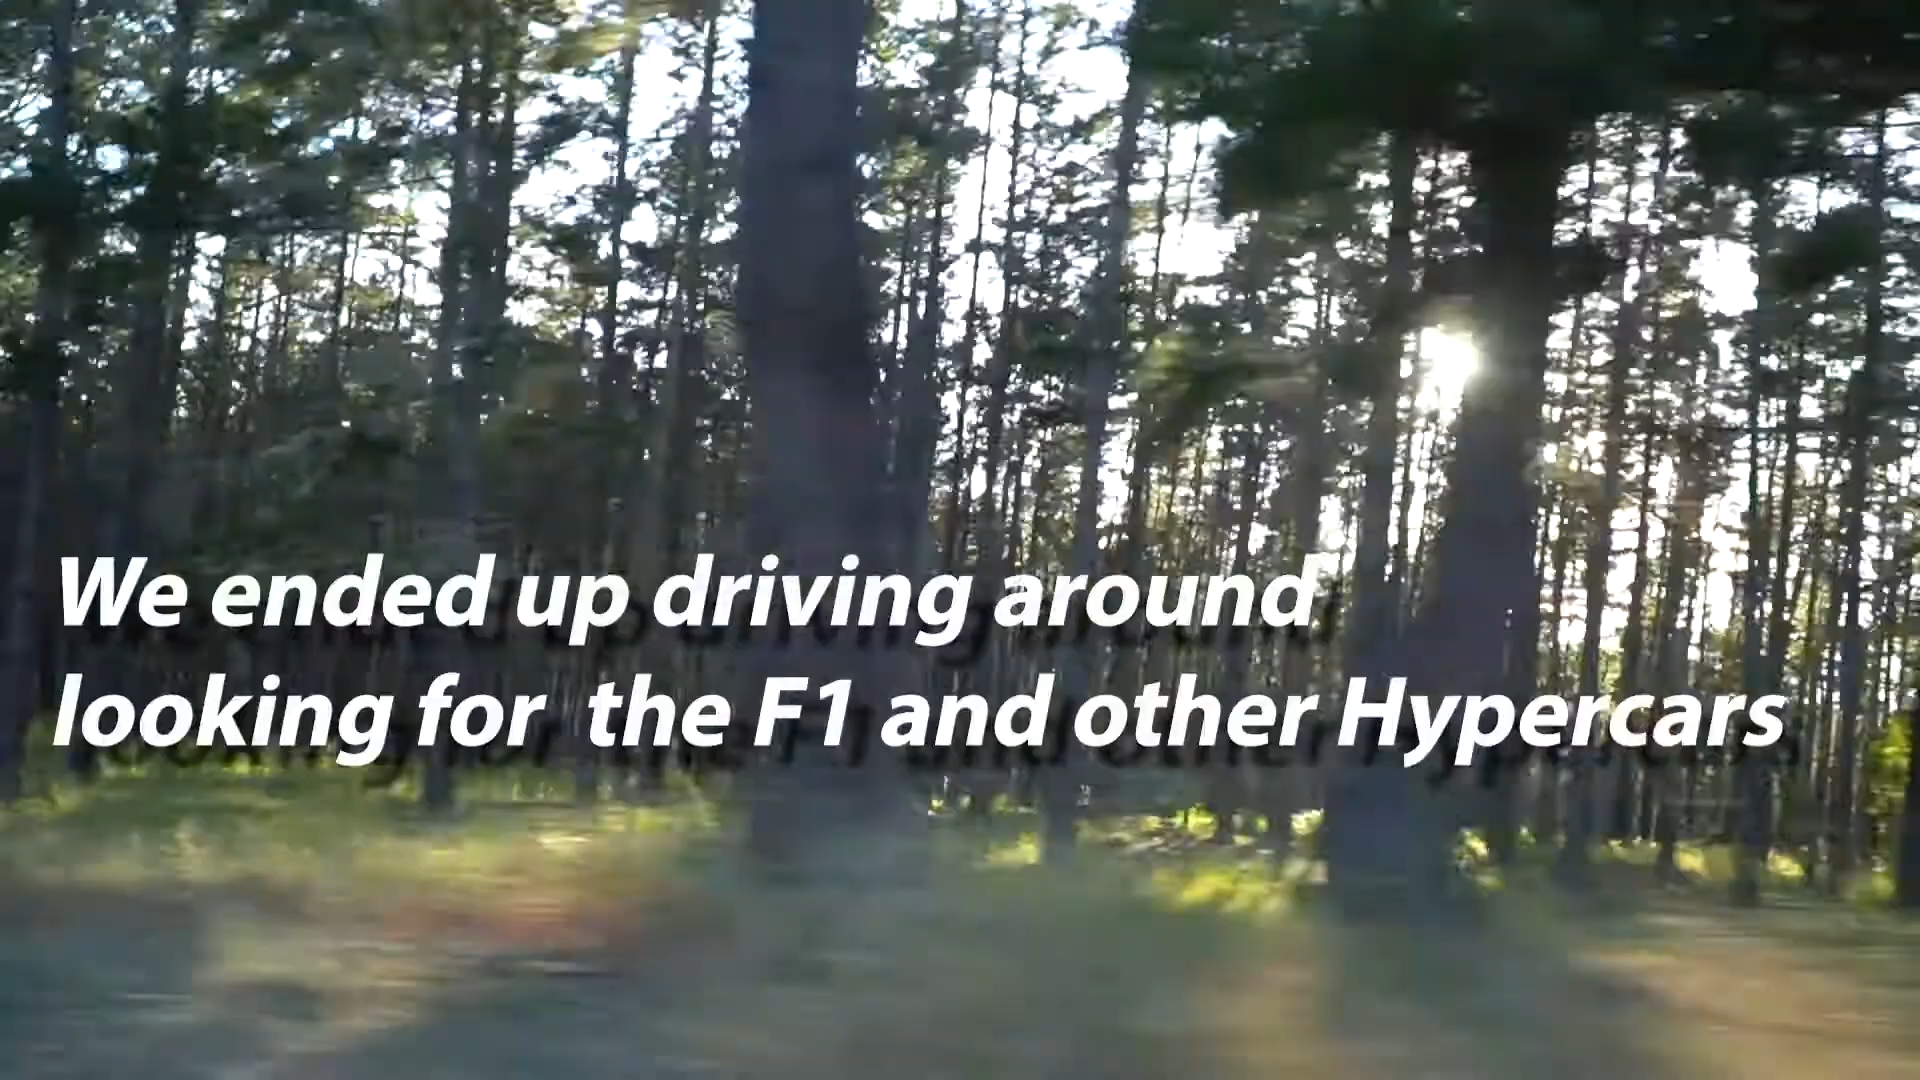 We ended up driving around
looking for  the F1 and other Hypercars